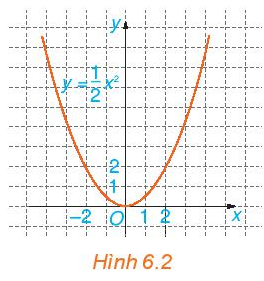 y
y = 1/2 x²
2
1
−2 O 1 2 x
Hình 6.2